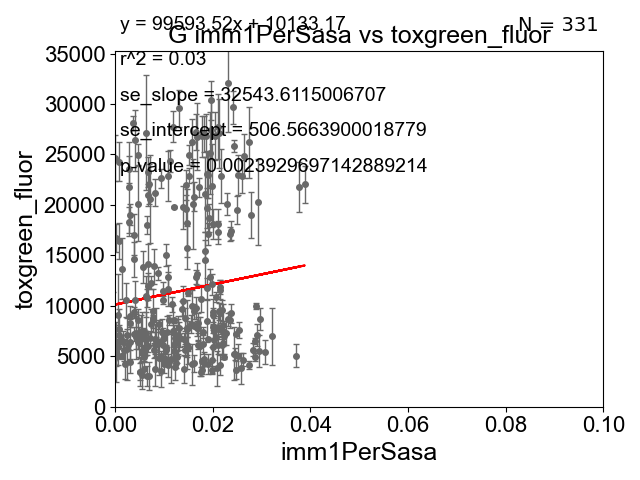 y = 99593.52x + 10133.17
N = 331
G imm1PerSasa vs toxgreen_fluor
r^2 = 0.03
se_slope = 32543.6115006707
se_intercept = 506.5663900018779
p-value = 0.0023929697142889214
35000
30000
25000
20000
15000
10000
5000
0
toxgreen_fluor
0.00 0.02 0.04 0.06 0.08 0.10
imm1PerSasa